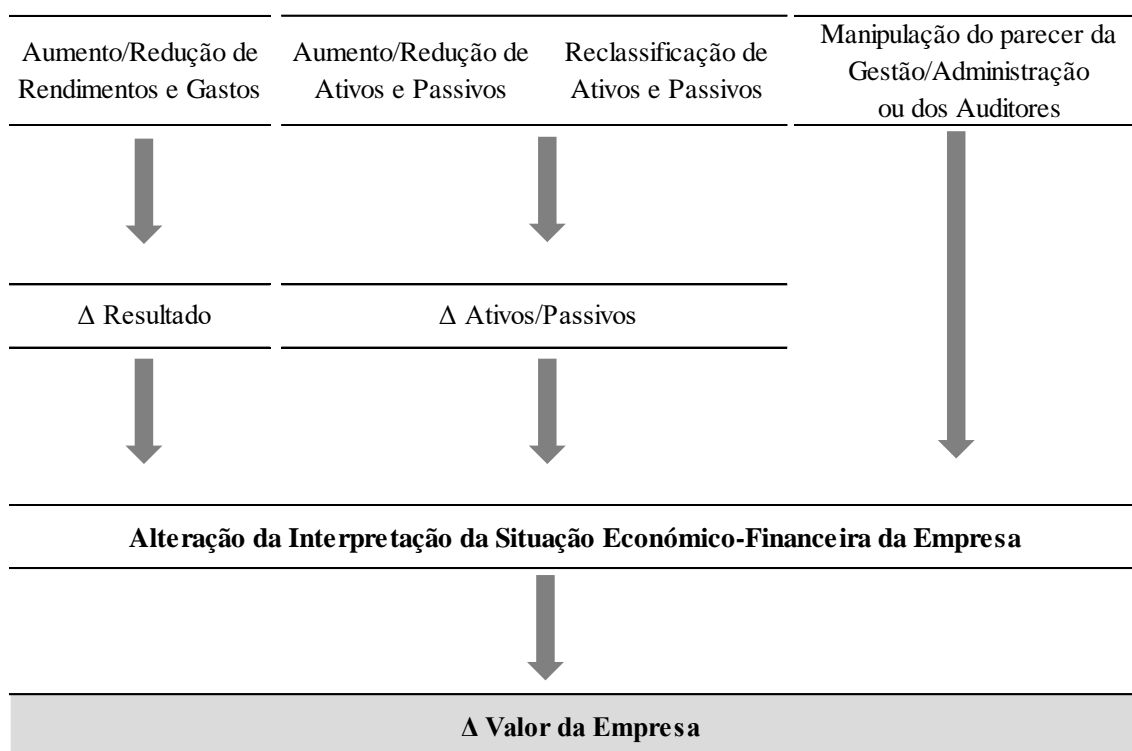 Aumento/Redução de
Rendimentos e Gastos
Aumento/Redução de
Ativos e Passivos
Reclassificação de
Ativos e Passivos
Manipulação do parecer da
Gestão/Administração
ou dos Auditores
Δ Resultado
Δ Ativos/Passivos
Alteração da Interpretação da Situação Económico-Financeira da Empresa
Δ Valor da Empresa